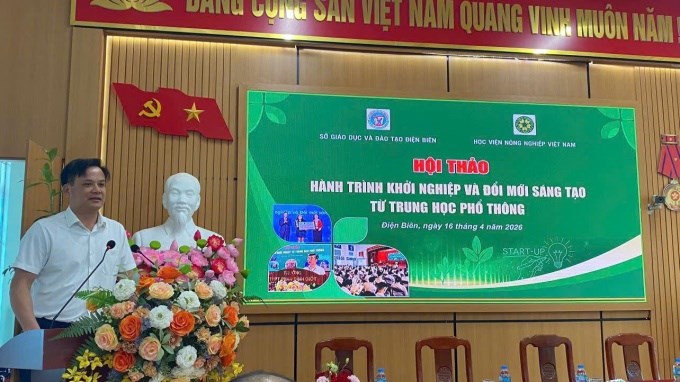 ĐẢNG CỘNG SẢN VIỆT NAM QUANG VINH MUÔN NĂM
SỞ GIÁO DỤC VÀ ĐÀO TẠO ĐIỆN BIÊN
HỌC VIỆN NÔNG NGHIỆP VIỆT NAM
HỘI THẢO
HÀNH TRÌNH KHỞI NGHIỆP VÀ ĐỔI MỚI SÁNG TẠO
TỪ TRUNG HỌC PHỔ THÔNG
Điện Biên, ngày 16 tháng 4 năm 2026
START-UP